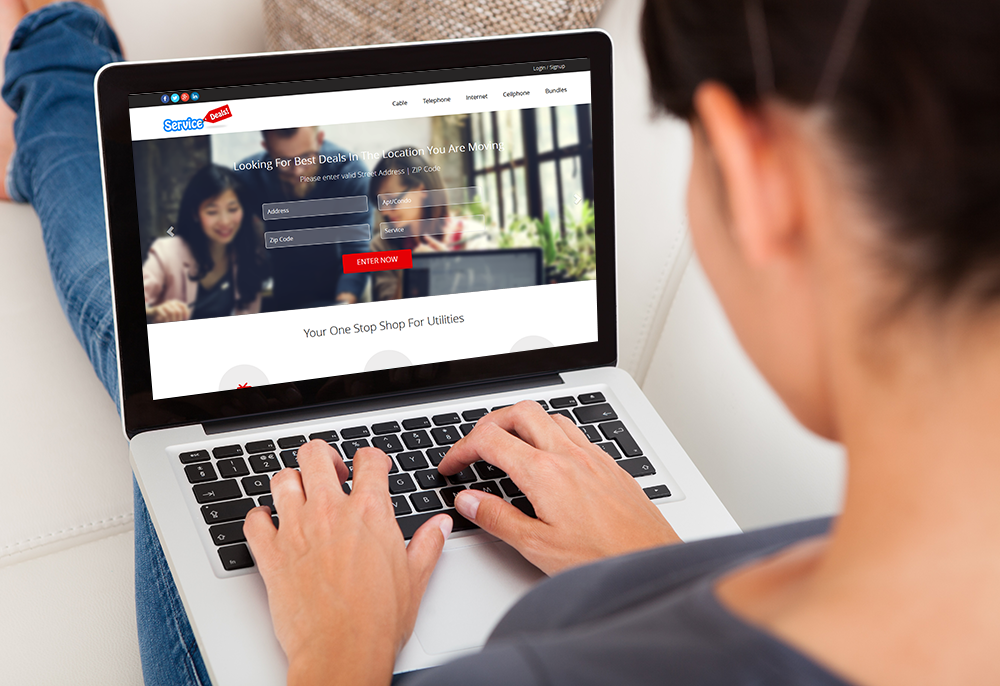 Login / Signup
Service Deals!
Cable Telephone Internet Cellphone Bundles
Looking For Best Deals In The Location You Are Moving
Please enter valid Street Address | ZIP Code
Address Apt/Condo
Zip Code Service
ENTER NOW
Your One Stop Shop For Utilities